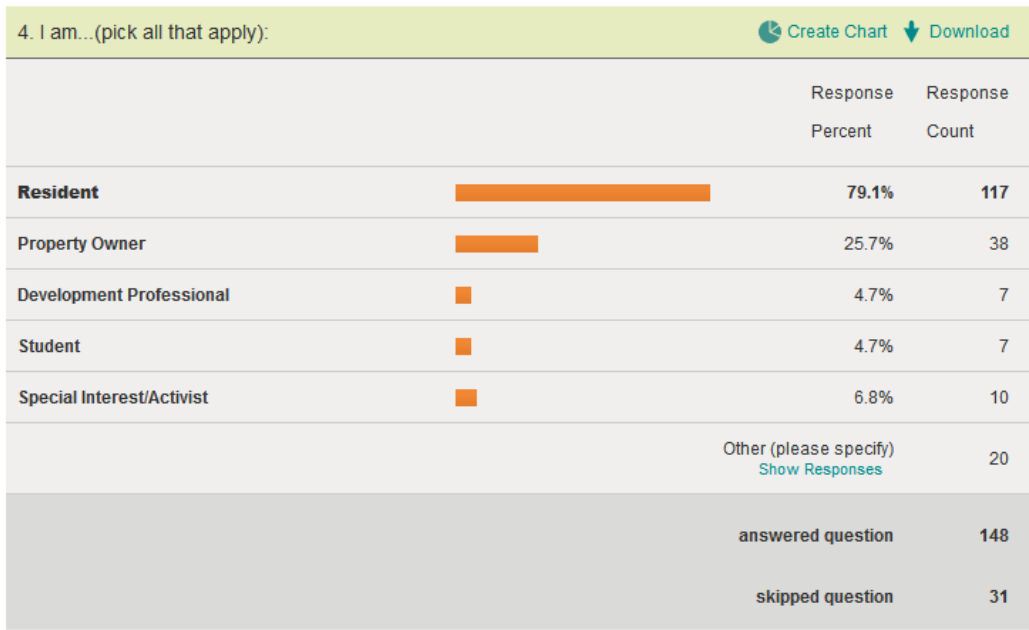 4. I am...(pick all that apply): Create Chart Download
Response Response
Percent Count
Resident 79.1% 117
Property Owner 25.7% 38
Development Professional 4.7% 7
Student 4.7% 7
Special Interest/Activist 6.8% 10
Other (please specify) 20
Show Responses
answered question 148
skipped question 31